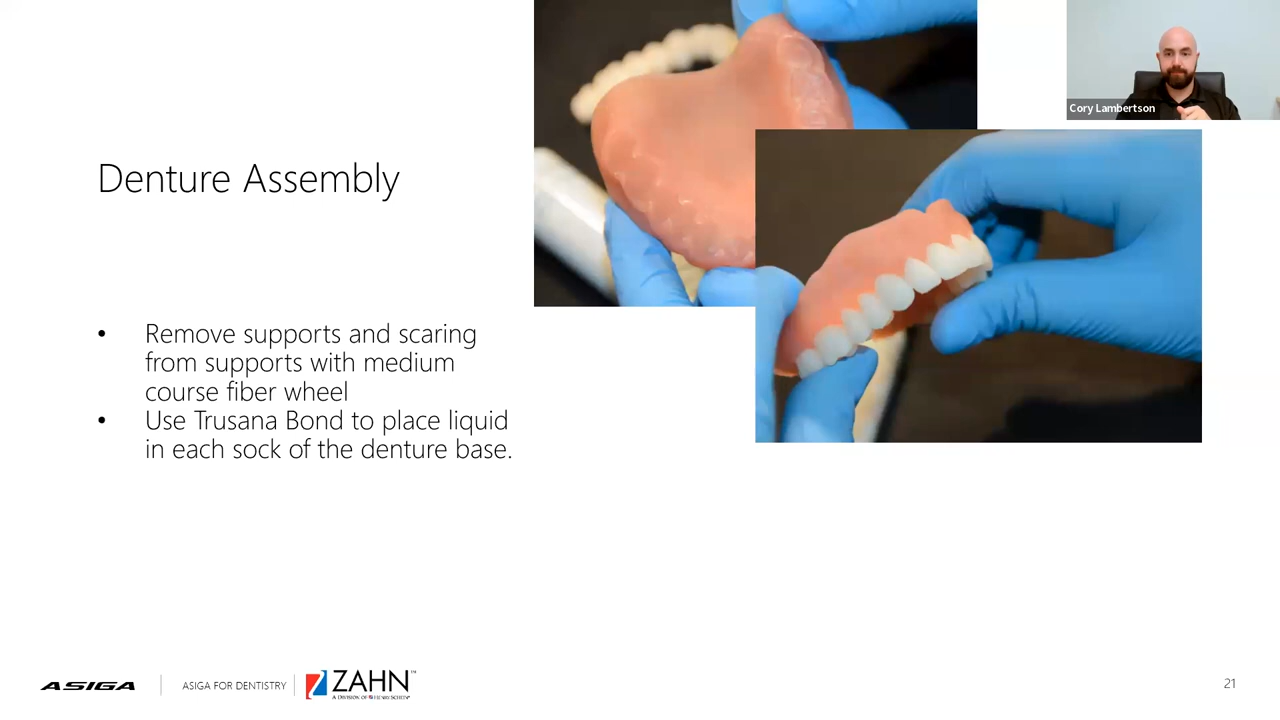 Cory Lambertson
Denture Assembly
• Remove supports and scaring
from supports with medium
course fiber wheel
• Use Trusana Bond to place liquid
in each sock of the denture base.
ASIGA
ASIGA FOR DENTISTRY
ZAHN™
A DIVISION OF HENRY SCHEIN
21